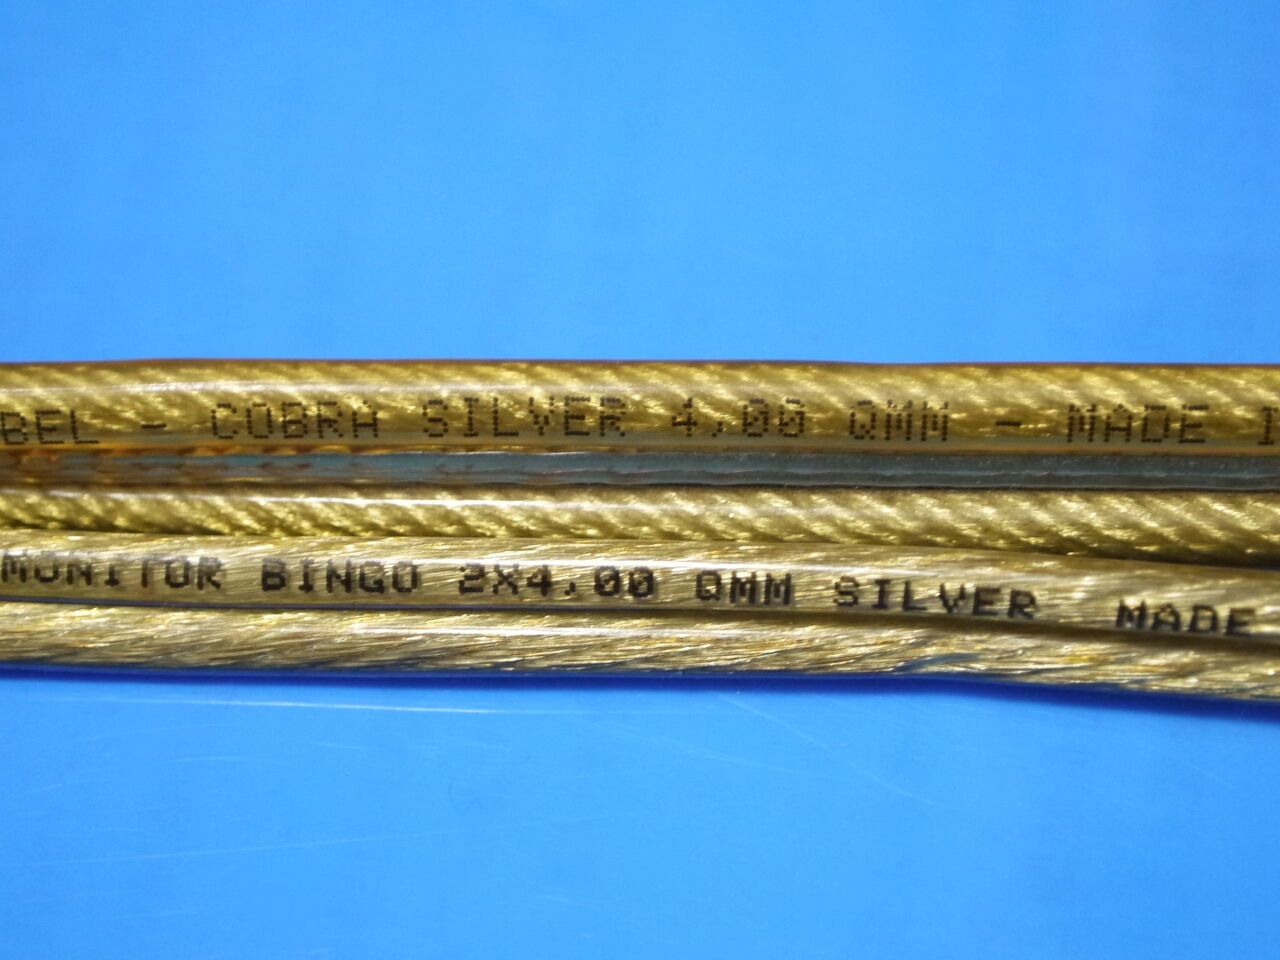 BEL - COBRA SILVER 4.00 QMM - MADE I
MONITOR BINGO 2X4.00 QMM SILVER MADE